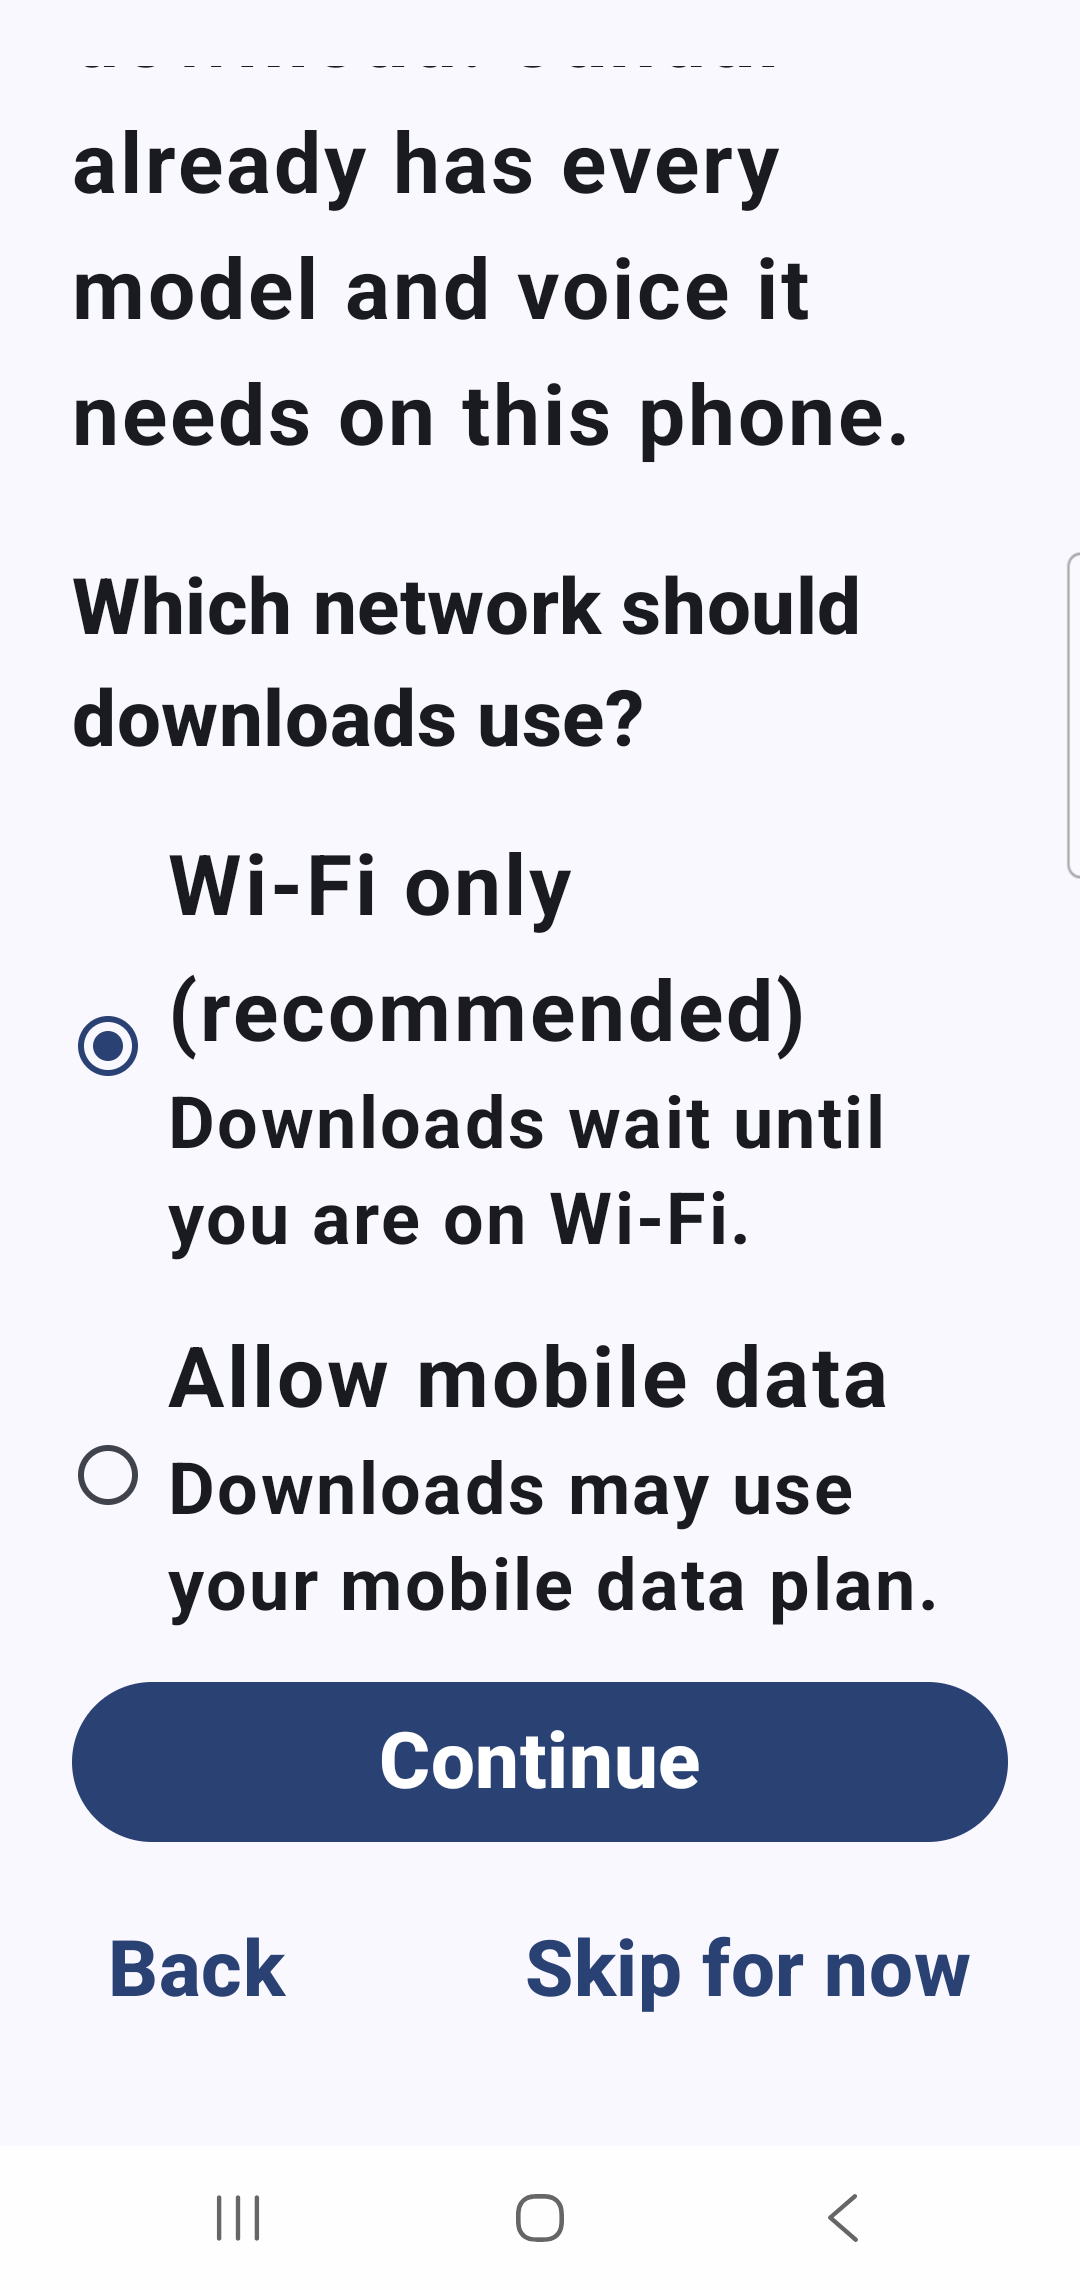 already has every
model and voice it
needs on this phone.
Which network should
downloads use?
Wi-Fi only
(recommended)
Downloads wait until
you are on Wi-Fi.
Allow mobile data
Downloads may use
your mobile data plan.
Continue
Back
Skip for now